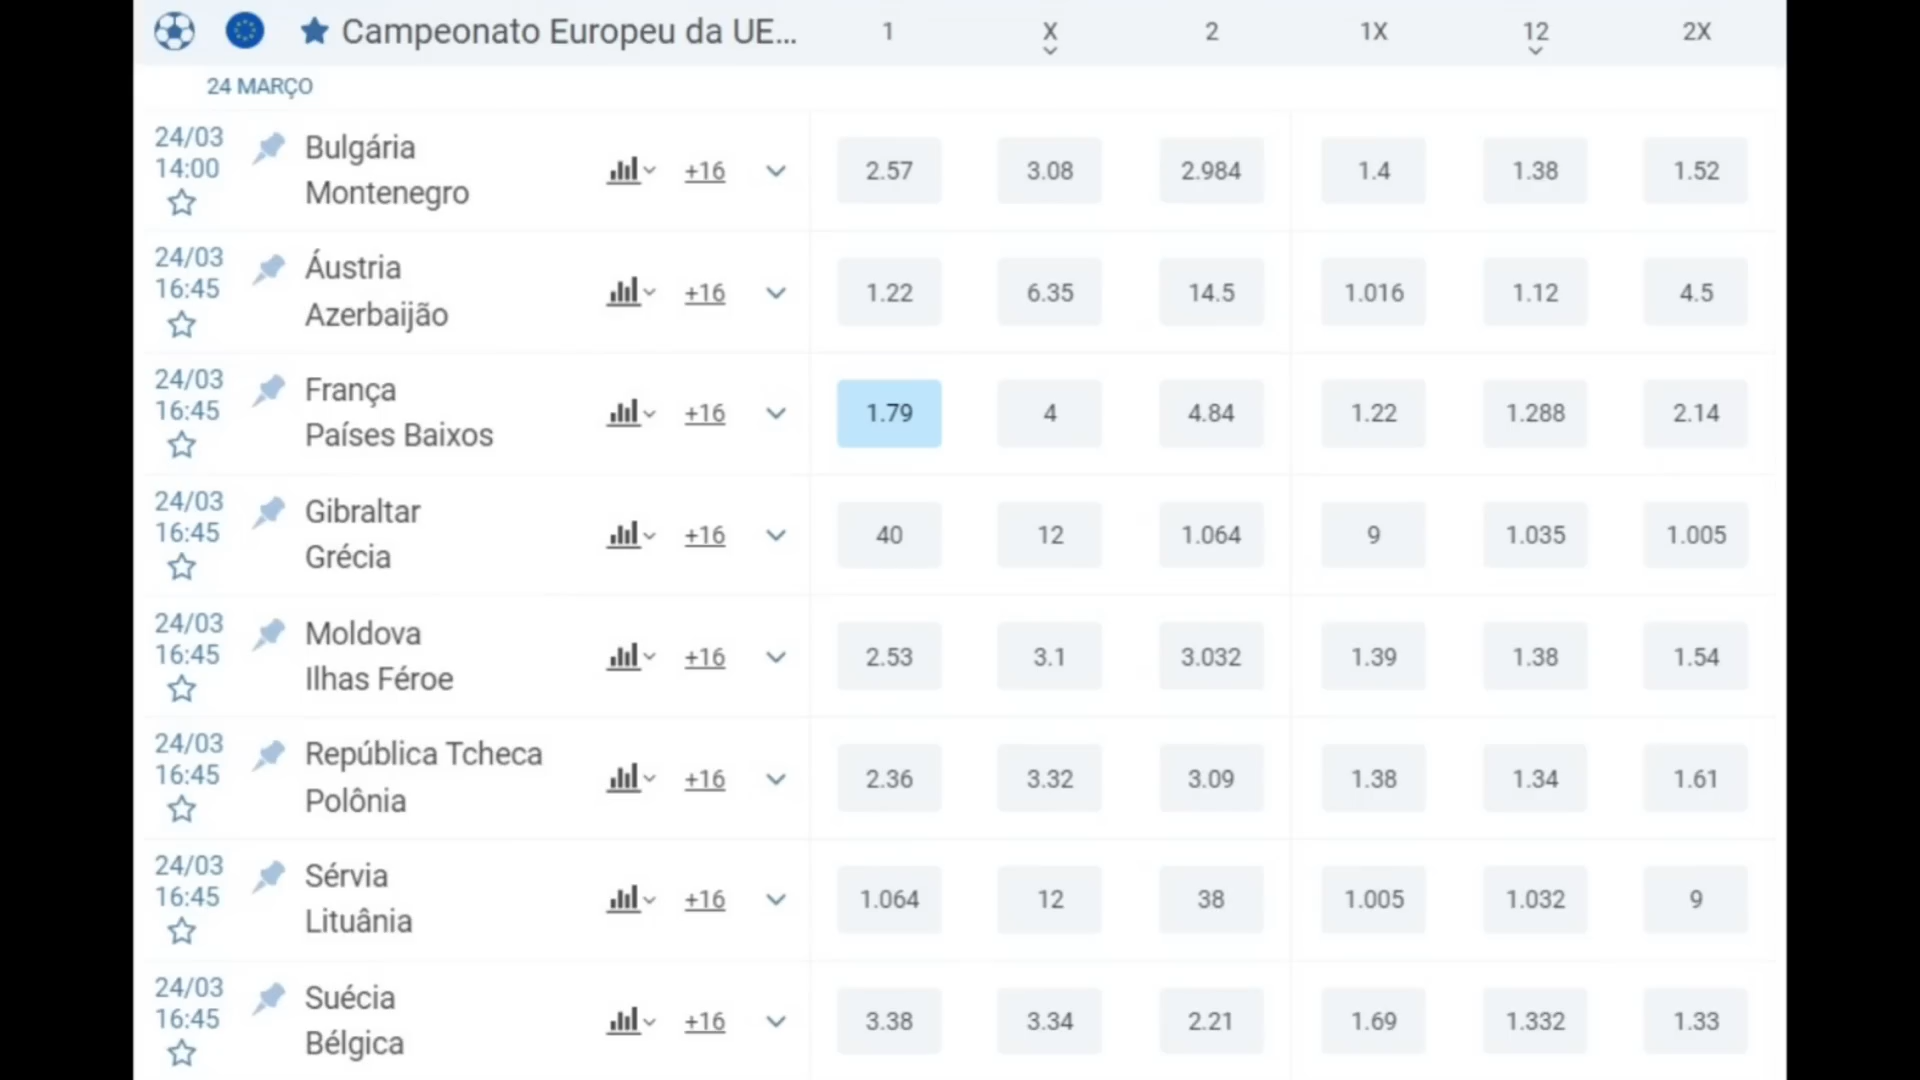 Campeonato Europeu da UE... 1 X 2 1X 12 2X
24 MARÇO
24/03 Bulgária
14:00 Montenegro +16 2.57 3.08 2.984 1.4 1.38 1.52
24/03 Áustria
16:45 Azerbaijão +16 1.22 6.35 14.5 1.016 1.12 4.5
24/03 França
16:45 Países Baixos +16 1.79 4 4.84 1.22 1.288 2.14
24/03 Gibraltar
16:45 Grécia +16 40 12 1.064 9 1.035 1.005
24/03 Moldova
16:45 Ilhas Féroe +16 2.53 3.1 3.032 1.39 1.38 1.54
24/03 República Tcheca
16:45 Polônia +16 2.36 3.32 3.09 1.38 1.34 1.61
24/03 Sérvia
16:45 Lituânia +16 1.064 12 38 1.005 1.032 9
24/03 Suécia
16:45 Bélgica +16 3.38 3.34 2.21 1.69 1.332 1.33